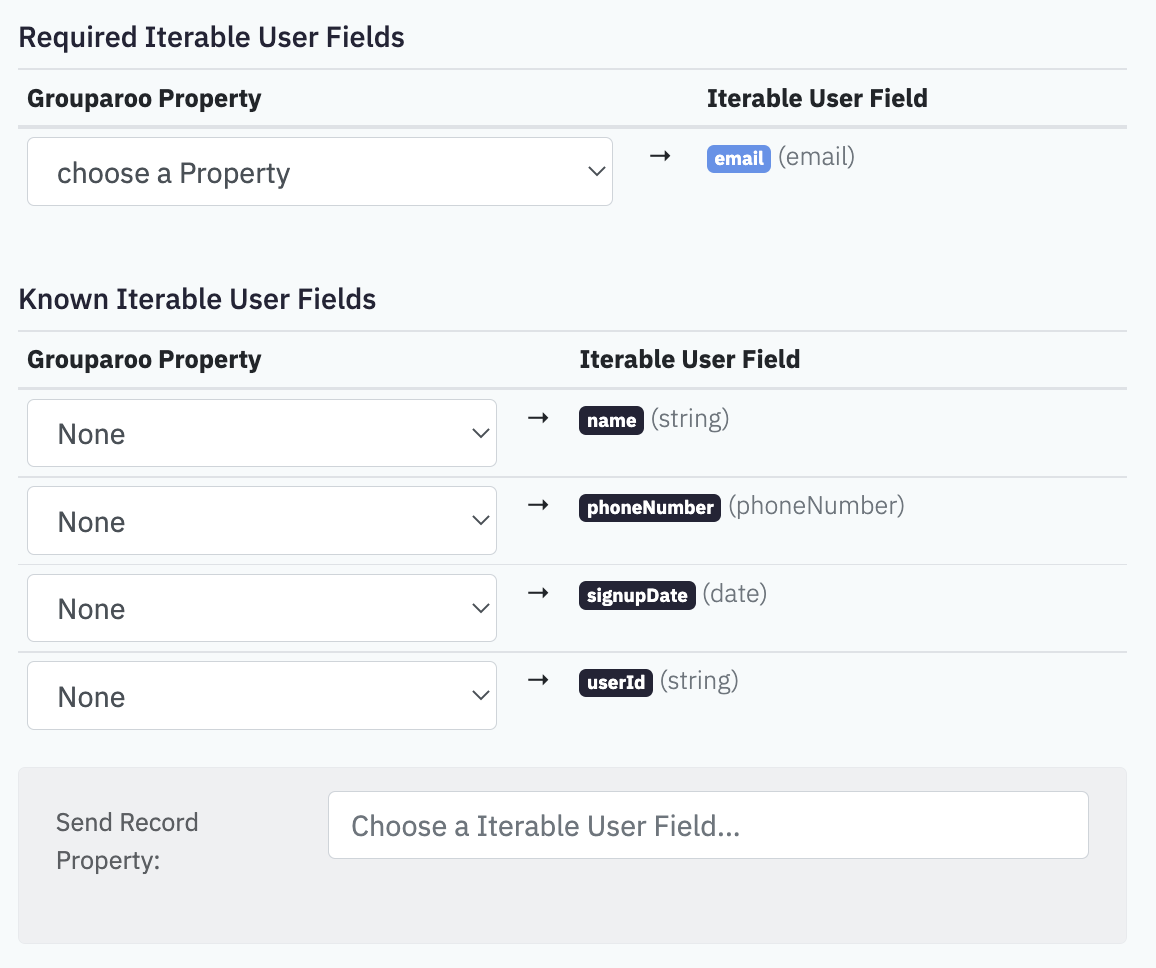 Required Iterable User Fields
Grouparoo Property Iterable User Field
choose a Property → email (email)
Known Iterable User Fields
Grouparoo Property Iterable User Field
None → name (string)
None → phoneNumber (phoneNumber)
None → signupDate (date)
None → userId (string)
Send Record Property:
Choose a Iterable User Field...